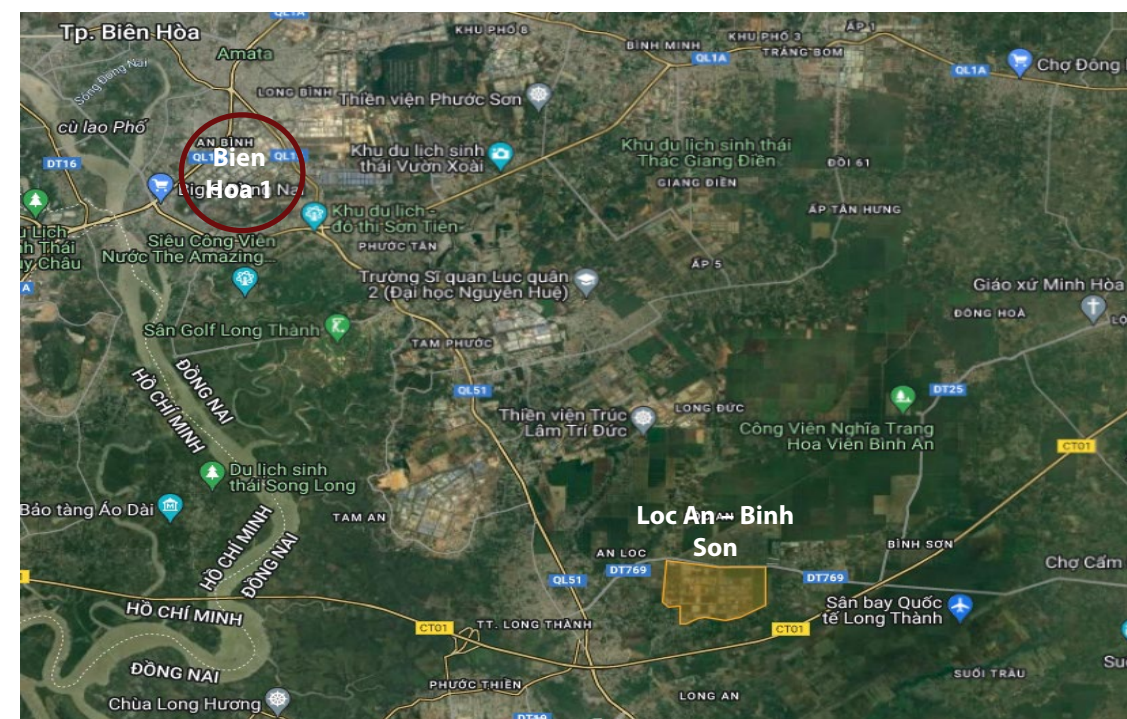 QL1A
Tp. Biên Hòa
KHU PHỐ 8
ẤP 1
KHU PHỐ 3
BÌNH MINH
TRẢNG BOM
Amata
QL1A
QL1A
Chợ Đông
Sông Đồng Nai
LONG BÌNH
Thiền viện Phước Sơn
cù lao Phố
AN BÌNH
Khu du lịch sinh
thái Vườn Xoài
Khu du lịch sinh thái
Thác Giang Điền
DT16
Bien
Hoa 1
ĐỒI 61
GIANG ĐIỀN
ẤP TÂN HƯNG
Khu du lịch -
đô thị Sơn Tiên
Siêu Công Viên
Nước The Amazing...
PHƯỚC TÂN
ẤP 5
Trường Sĩ quan Lục quân
2 (Đại học Nguyễn Huệ)
Giáo xứ Minh Hòa
ĐÔNG HOÀ
Sân Golf Long Thành
TAM PHƯỚC
ĐỒNG NAI
HỒ CHÍ MINH
QL51
DT25
Thiền viện Trúc
Lâm Trí Đức
LONG ĐỨC
Công Viên Nghĩa Trang
Hoa Viên Bình An
CT01
Du lịch sinh
thái Song Long
Bảo tàng Áo Dài
TAM AN
Loc An – Binh
Son
HỒ CHÍ MINH
ĐỒNG NAI
AN LOC
BÌNH SƠN
DT769
DT769
QL51
Chợ Cẩm
Sân bay Quốc
tế Long Thành
HỒ CHÍ MINH
CT01
TT. LONG THÀNH
CT01
ĐỒNG NAI
SUỐI TRẦU
PHƯỚC THIỀN
LONG AN
Chùa Long Hương